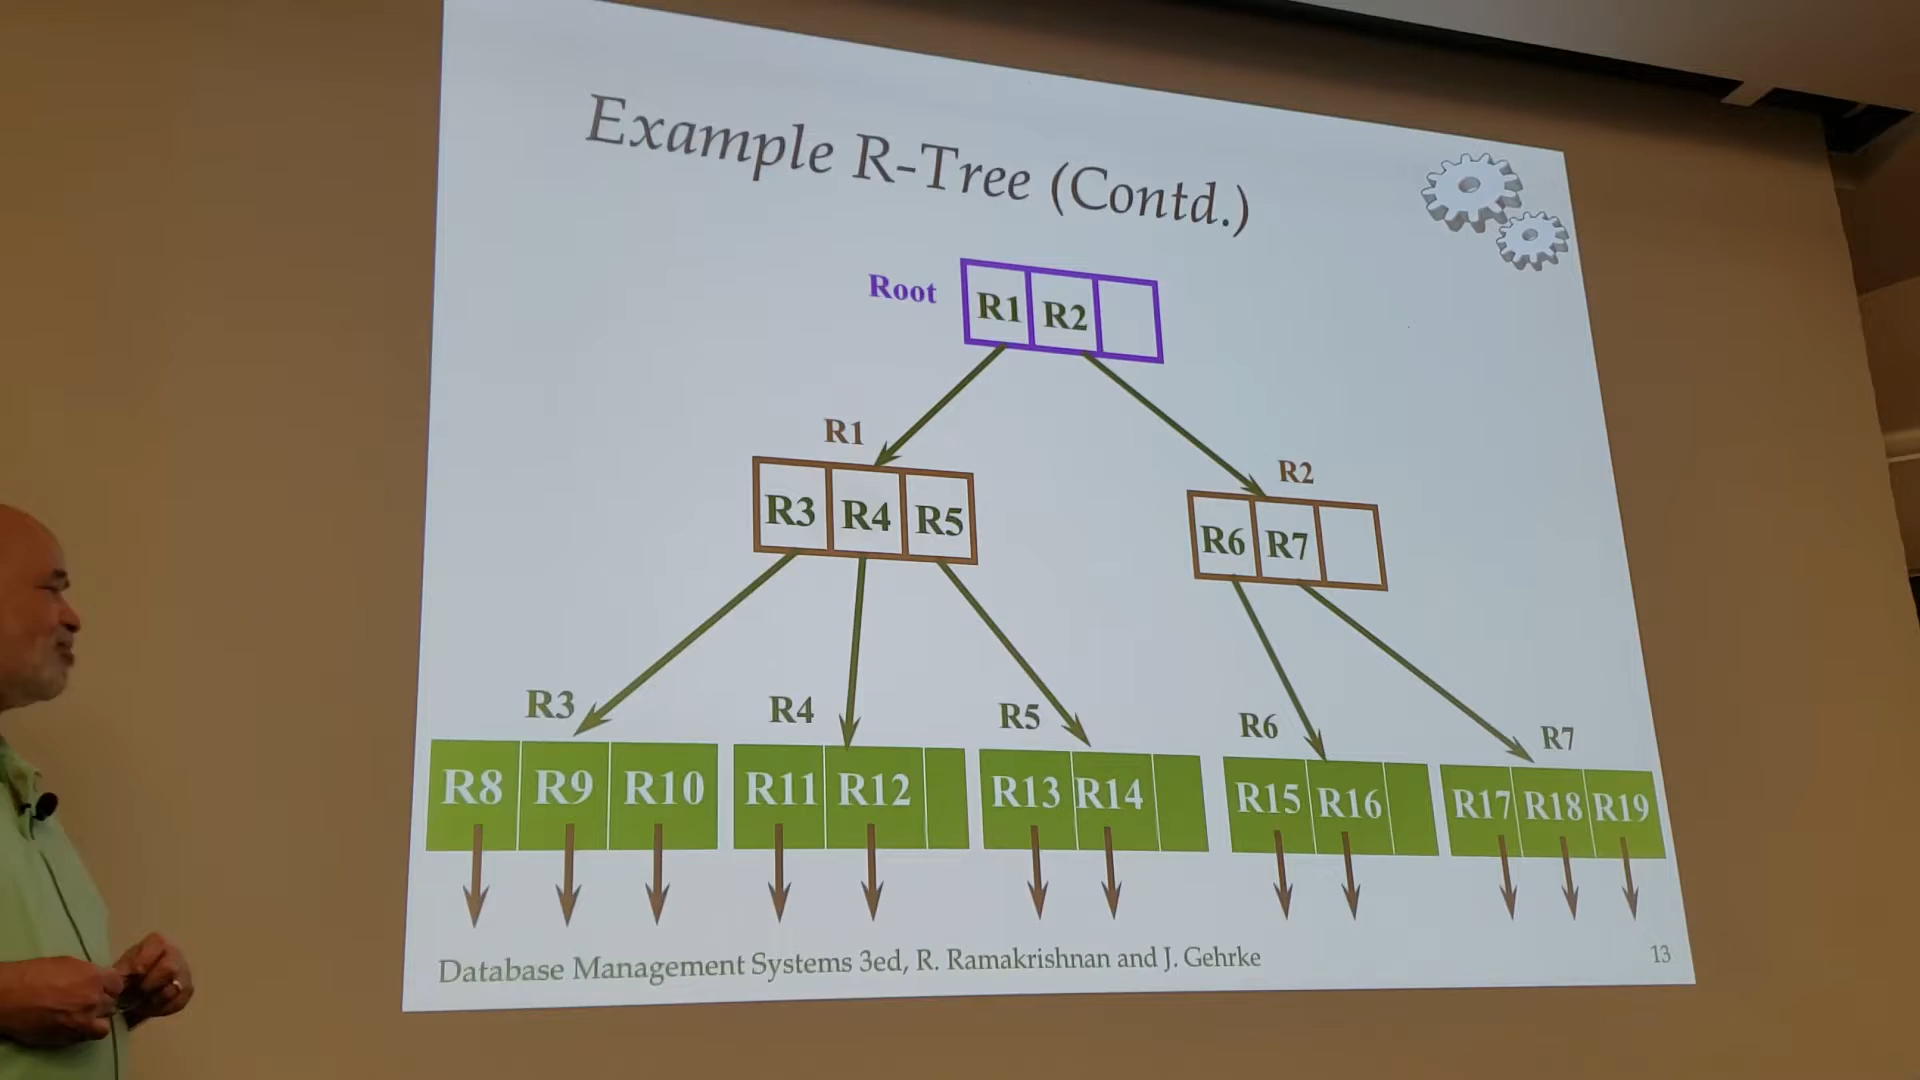 Example R-Tree (Contd.)
Root
R1 R2
R1
R2
R3 R4 R5
R6 R7
R3
R4
R5
R6
R7
R8 R9 R10
R11 R12
R13 R14
R15 R16
R17 R18 R19
Database Management Systems 3ed, R. Ramakrishnan and J. Gehrke
13